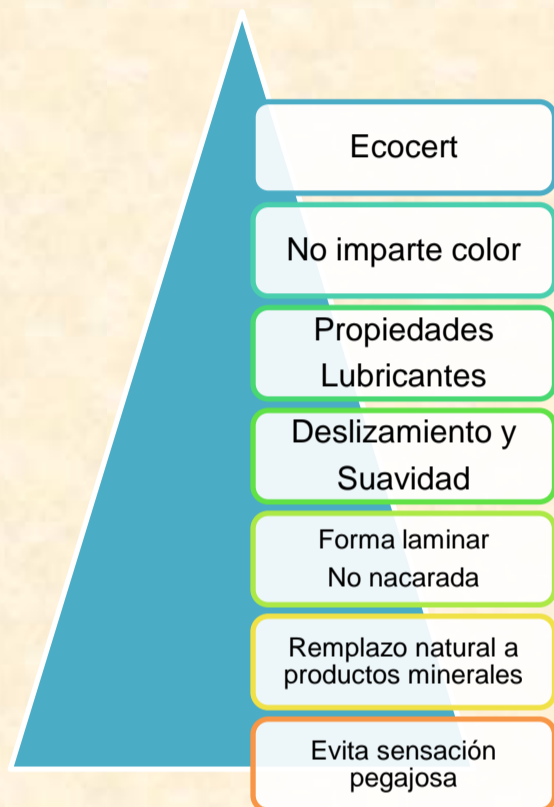 Ecocert
No imparte color
Propiedades
Lubricantes
Deslizamiento y
Suavidad
Forma laminar
No nacarada
Remplazo natural a
productos minerales
Evita sensación
pegajosa